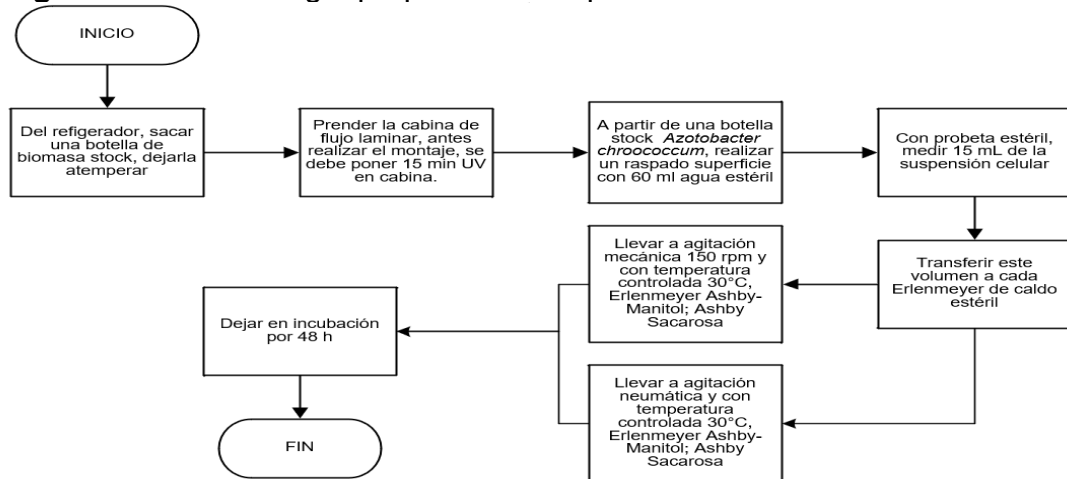 INICIO
Del refigerador, sacar
una botella de
biomasa stock, dejarla
atemperar
Prender la cabina de
flujo laminar, antes
realizar el montaje, se
debe poner 15 min UV
en cabina.
A partir de una botella
stock Azotobacter
chroococcum, realizar
un raspado superficie
con 60 ml agua estéril
Con probeta estéril,
medir 15 mL de la
suspensión celular
Transferir este
volumen a cada
Erlenmeyer de caldo
estéril
Llevar a agitación
mecánica 150 rpm y
con temperatura
controlada 30°C,
Erlenmeyer Ashby-
Manitol; Ashby
Sacarosa
Llevar a agitación
neumática y con
temperatura
controlada 30°C,
Erlenmeyer Ashby-
Manitol; Ashby
Sacarosa
Dejar en incubación
por 48 h
FIN